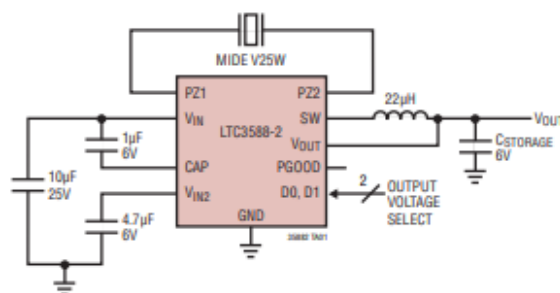 MIDE V25W
PZ1
PZ2
VIN
SW
22µH
VOUT
LTC3588-2
1µF
6V
VOUT
CSTORAGE
6V
CAP
PGOOD
10µF
25V
VIN2
D0, D1
2
OUTPUT
VOLTAGE
SELECT
4.7µF
6V
GND
35882 TA01